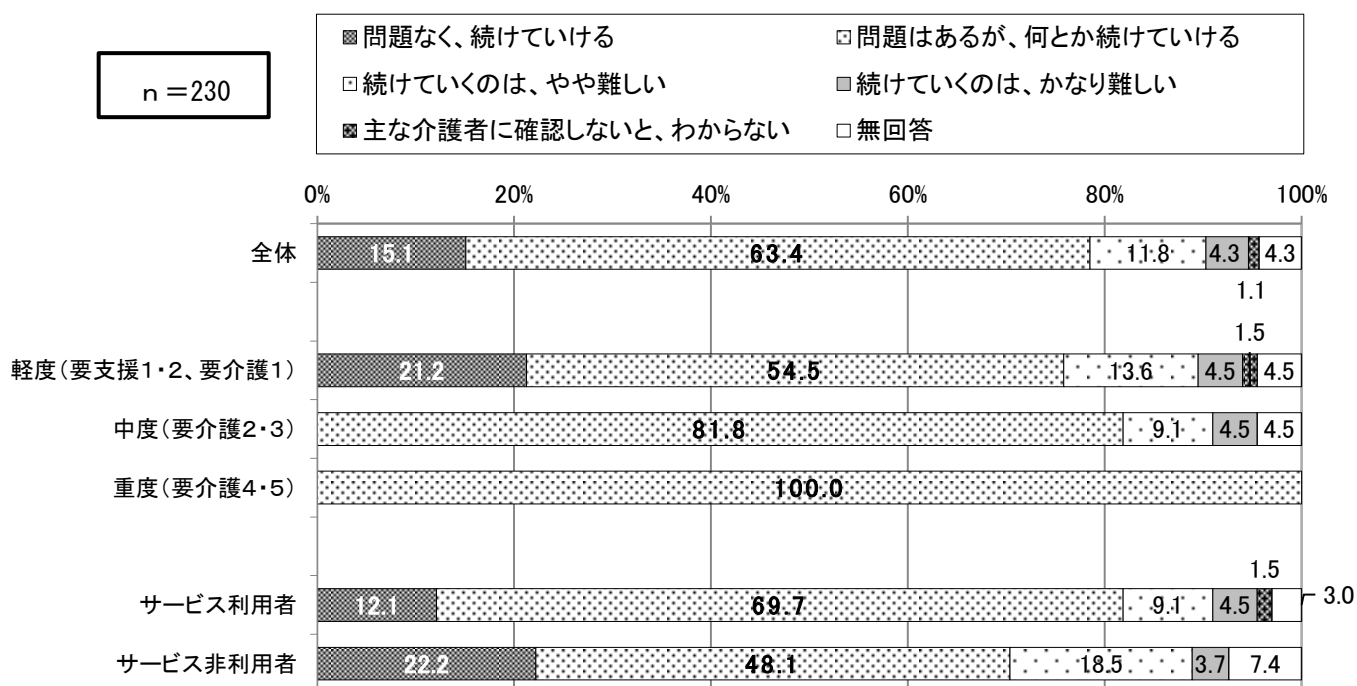 n=230
問題なく、続けていける
問題はあるが、何とか続けていける
続けていくのは、やや難しい
続けていくのは、かなり難しい
主な介護者に確認しないと、わからない
無回答
0% 20% 40% 60% 80% 100%
全体 15.1 63.4 11.8 4.3 4.3
1.1
1.5
軽度(要支援1・2、要介護1) 21.2 54.5 13.6 4.5 4.5
中度(要介護2・3) 81.8 9.1 4.5 4.5
重度(要介護4・5) 100.0
1.5
サービス利用者 12.1 69.7 9.1 4.5 3.0
サービス非利用者 22.2 48.1 18.5 3.7 7.4